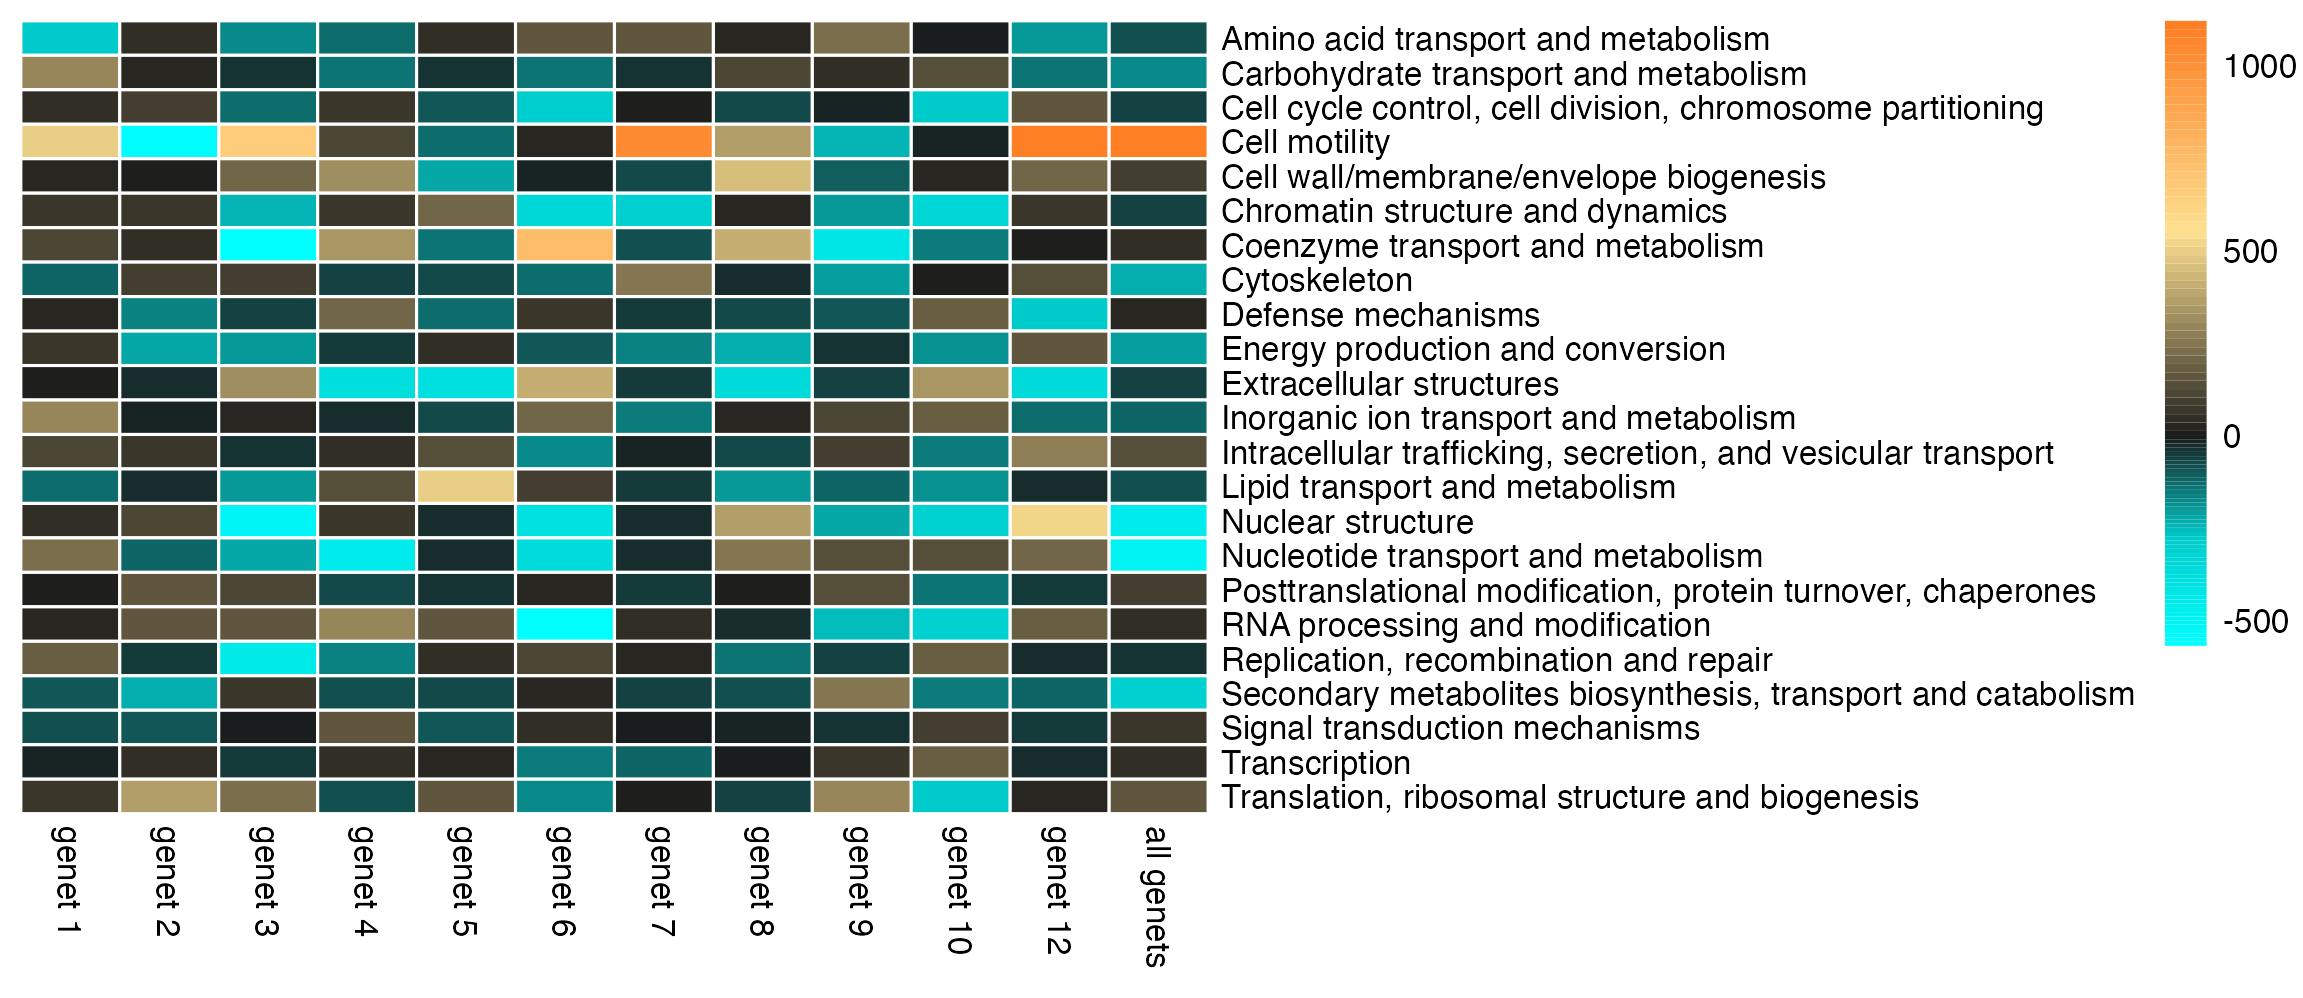 Amino acid transport and metabolism
Carbohydrate transport and metabolism
Cell cycle control, cell division, chromosome partitioning
Cell motility
Cell wall/membrane/envelope biogenesis
Chromatin structure and dynamics
Coenzyme transport and metabolism
Cytoskeleton
Defense mechanisms
Energy production and conversion
Extracellular structures
Inorganic ion transport and metabolism
Intracellular trafficking, secretion, and vesicular transport
Lipid transport and metabolism
Nuclear structure
Nucleotide transport and metabolism
Posttranslational modification, protein turnover, chaperones
RNA processing and modification
Replication, recombination and repair
Secondary metabolites biosynthesis, transport and catabolism
Signal transduction mechanisms
Transcription
Translation, ribosomal structure and biogenesis
genet 1
genet 2
genet 3
genet 4
genet 5
genet 6
genet 7
genet 8
genet 9
genet 10
genet 12
all genets
1000
500
0
-500